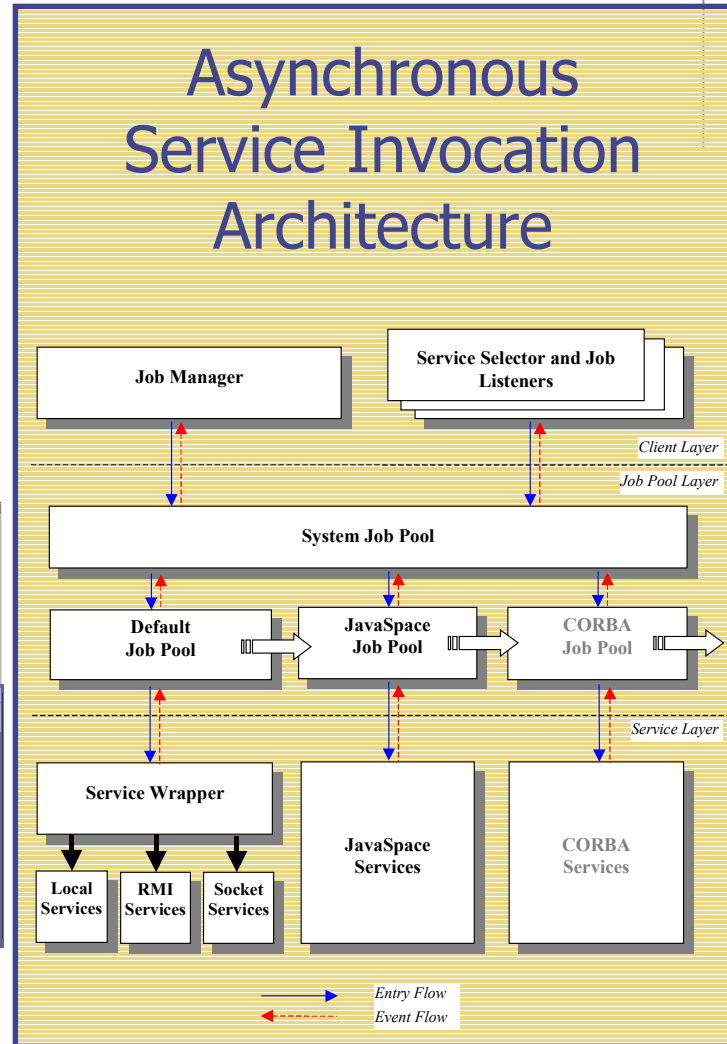 Asynchronous
Service Invocation
Architecture
Job Manager
Service Selector and Job
Listeners
Client Layer
Job Pool Layer
System Job Pool
Default
Job Pool
JavaSpace
Job Pool
CORBA
Job Pool
Service Layer
Service Wrapper
JavaSpace
Services
CORBA
Services
Local
Services
RMI
Services
Socket
Services
Entry Flow
Event Flow